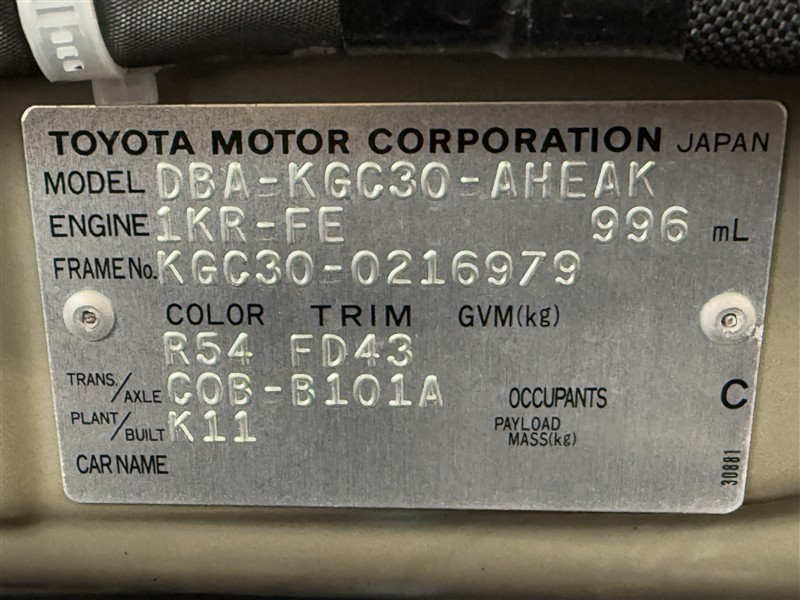 TOYOTA MOTOR CORPORATION JAPAN
MODEL DBA-KGC30-AHEAK
ENGINE 1KR-FE 996 mL
FRAME No. KGC30-0216979
COLOR TRIM GVM(kg)
R54 FD43
TRANS./AXLE C0B-B101A OCCUPANTS C
PLANT/BUILT K11 PAYLOAD MASS(kg)
CAR NAME
30881